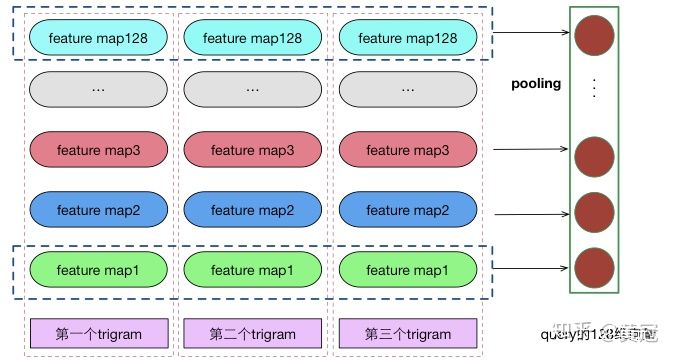 feature map128 feature map128 feature map128
... ... ...
pooling
feature map3 feature map3 feature map3
feature map2 feature map2 feature map2
feature map1 feature map1 feature map1
第一个trigram 第二个trigram 第三个trigram
query的128维向量
知乎 @黄冠